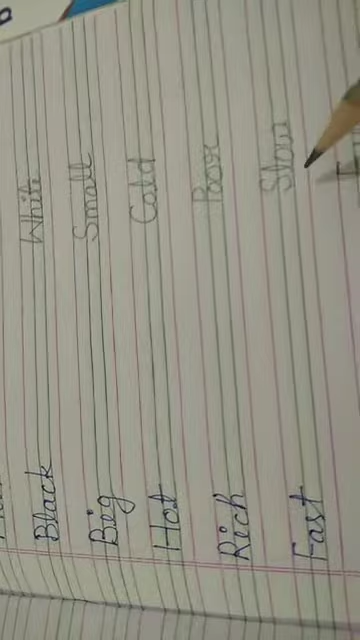 Black White
Big Small
Hot Cold
Rich Poor
Fast Slow